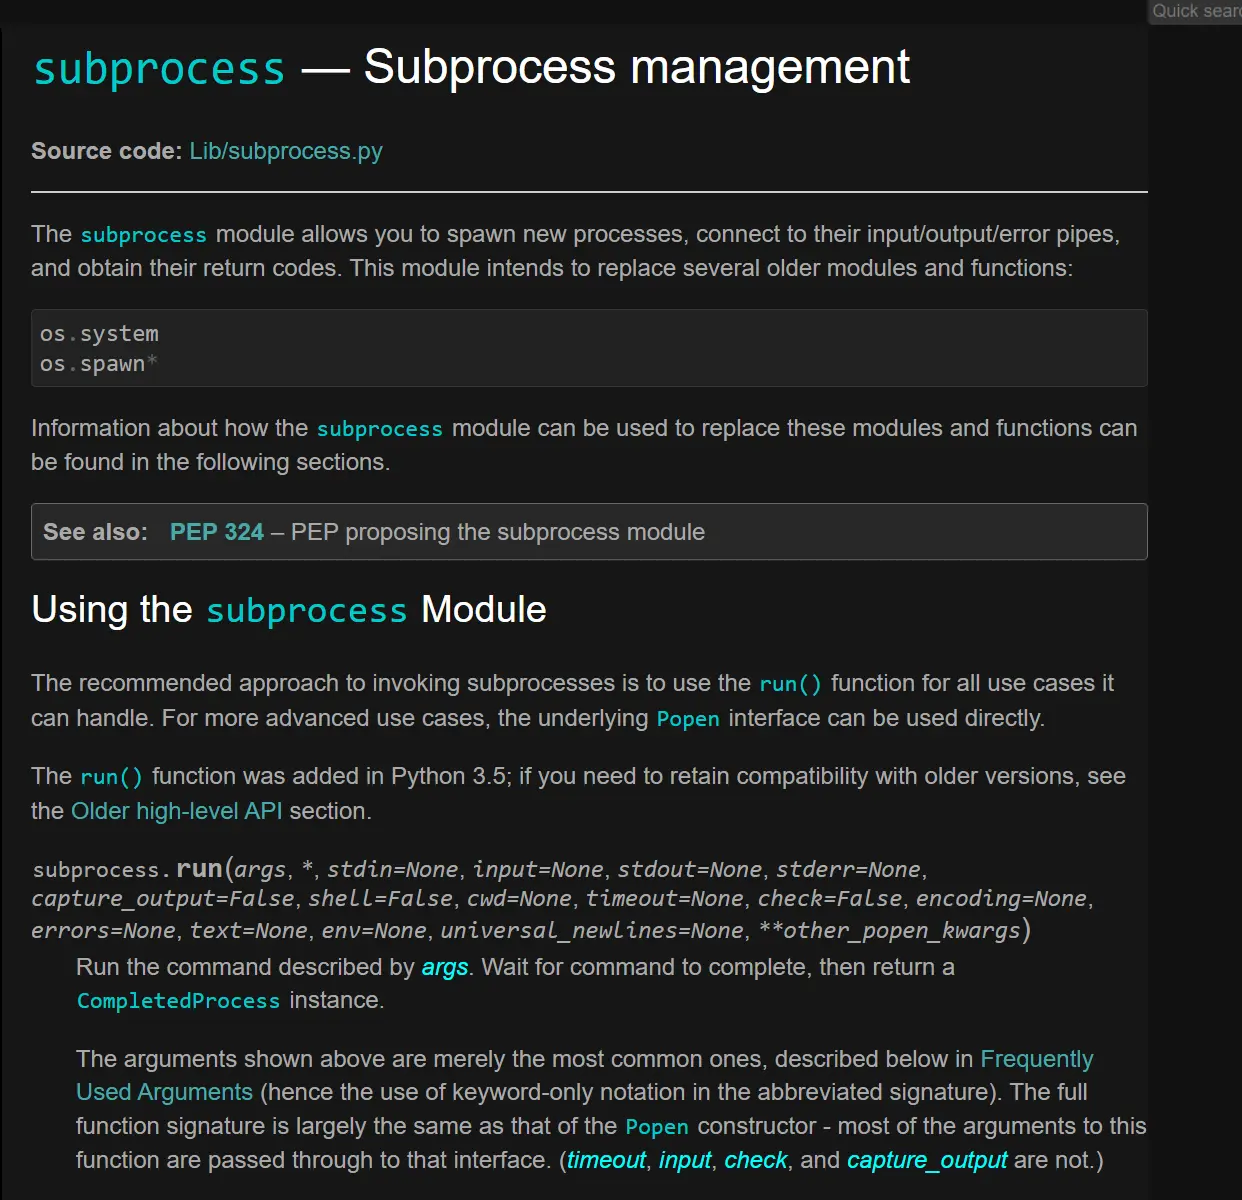 Quick sear
subprocess — Subprocess management
Source code: Lib/subprocess.py
The subprocess module allows you to spawn new processes, connect to their input/output/error pipes,
and obtain their return codes. This module intends to replace several older modules and functions:
os.system
os.spawn*
Information about how the subprocess module can be used to replace these modules and functions can
be found in the following sections.
See also: PEP 324 – PEP proposing the subprocess module
Using the subprocess Module
The recommended approach to invoking subprocesses is to use the run() function for all use cases it
can handle. For more advanced use cases, the underlying Popen interface can be used directly.
The run() function was added in Python 3.5; if you need to retain compatibility with older versions, see
the Older high-level API section.
subprocess.run(args, *, stdin=None, input=None, stdout=None, stderr=None,
capture_output=False, shell=False, cwd=None, timeout=None, check=False, encoding=None,
errors=None, text=None, env=None, universal_newlines=None, **other_popen_kwargs)
Run the command described by args. Wait for command to complete, then return a
CompletedProcess instance.
The arguments shown above are merely the most common ones, described below in Frequently
Used Arguments (hence the use of keyword-only notation in the abbreviated signature). The full
function signature is largely the same as that of the Popen constructor - most of the arguments to this
function are passed through to that interface. (timeout, input, check, and capture_output are not.)